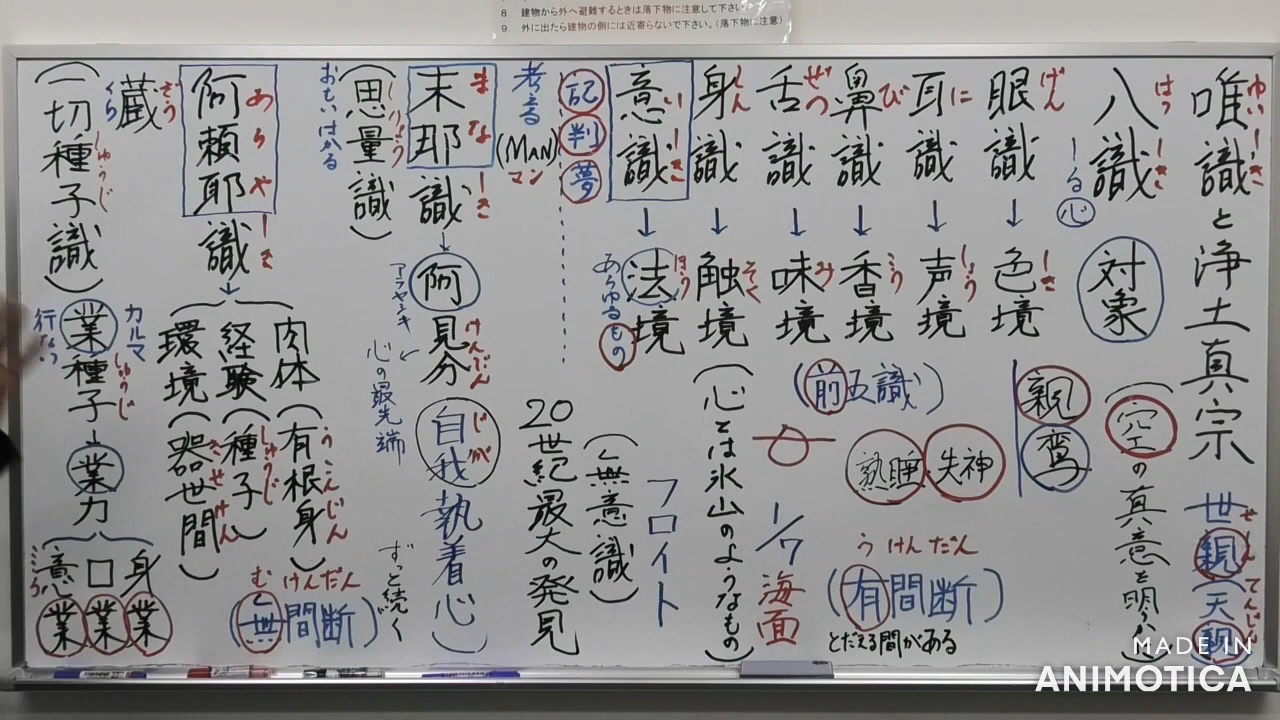 8 建物から外へ避難するときは落下物に注意して下さい。
9 外に出たら建物の側には近寄らないで下さい。(落下物に注意)
唯識と浄土真宗
ゆいしき
世親(天親)
せしん てんじん
八識
はっしき
しる心
対象
(空の真意を明らか)
親鸞
眼識
げん
↓
色境
しき
耳識
に
↓
声境
しょう
鼻識
び
↓
香境
こう
舌識
ぜつ
↓
味境
み
身識
しん
↓
触境
そく
意識
いしき
↓
法境
ほう
あらゆるもの
(前五識)
熟睡
失神
うけんだん
(有間断)
とだえる間がある
1/7 海面
(心とは氷山のようなもの)
フロイト
(無意識)
20世紀最大の発見
記
判
夢
考える
(MAN)
マン
末那識
まなしき
↓
阿見分
けんぶん
アラヤシキ
心の最先端
自我執着心)
じが
(思量識)
しりょう
おもいはかる
ずっと続く
むけんだん
(無間断)
阿頼耶識
あらやしき
↓
肉体(有根身)
うこんじん
経験(種子)
しゅうじ
環境(器世間)
きせけん
蔵
ぞう
くら
(一切種子識)
しゅうじ
業種子
カルマ
しゅうじ
行ない
↓
業力
身業
口業
意業
こころ
MADE IN
ANIMOTICA